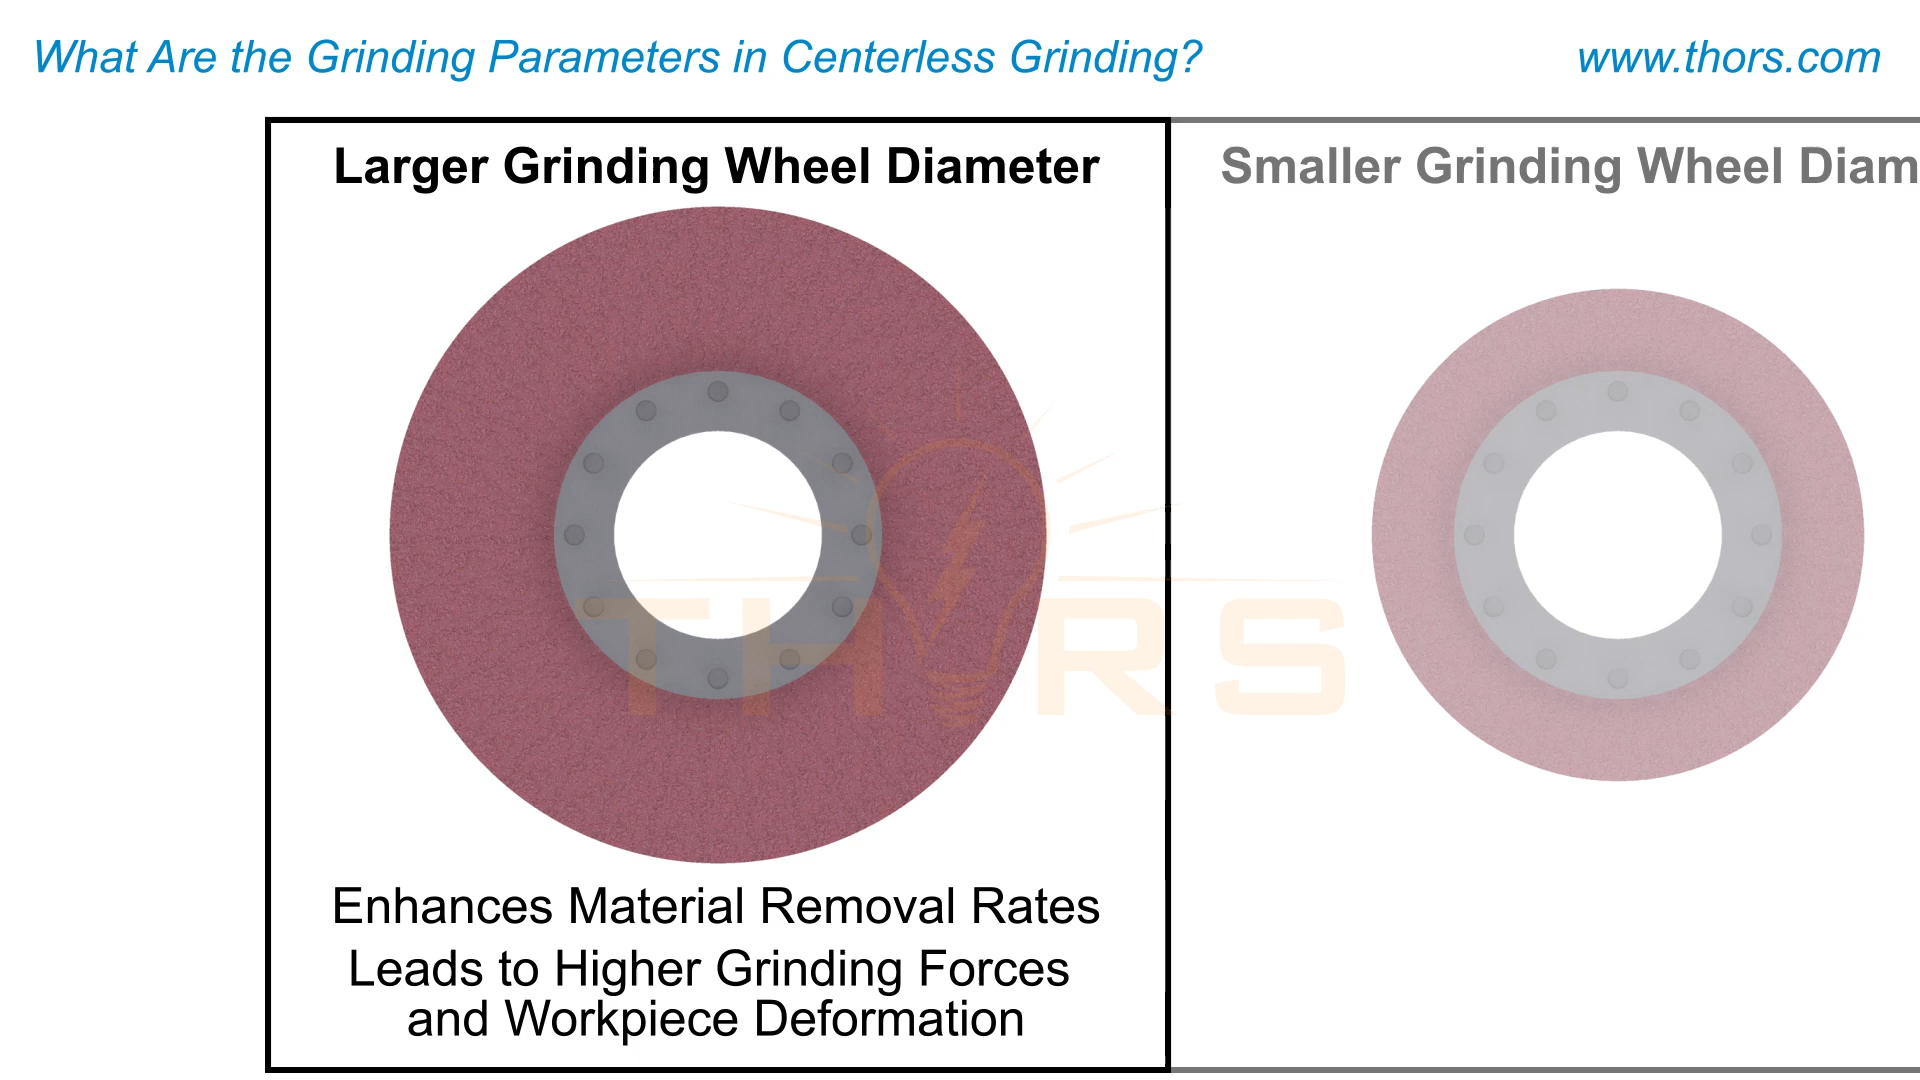 What Are the Grinding Parameters in Centerless Grinding?
www.thors.com
Larger Grinding Wheel Diameter
Smaller Grinding Wheel Diam
THORS
Enhances Material Removal Rates
Leads to Higher Grinding Forces
and Workpiece Deformation